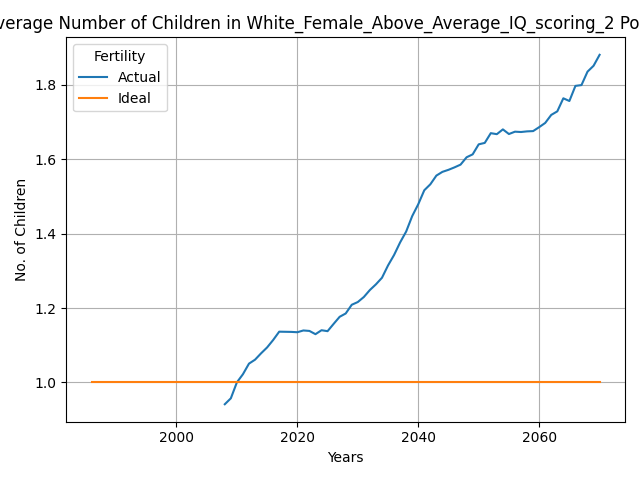 verage Number of Children in White_Female_Above_Average_IQ_scoring_2 Po
Fertility
Actual
Ideal
1.8
1.6
1.4
1.2
1.0
No. of Children
2000
2020
2040
2060
Years